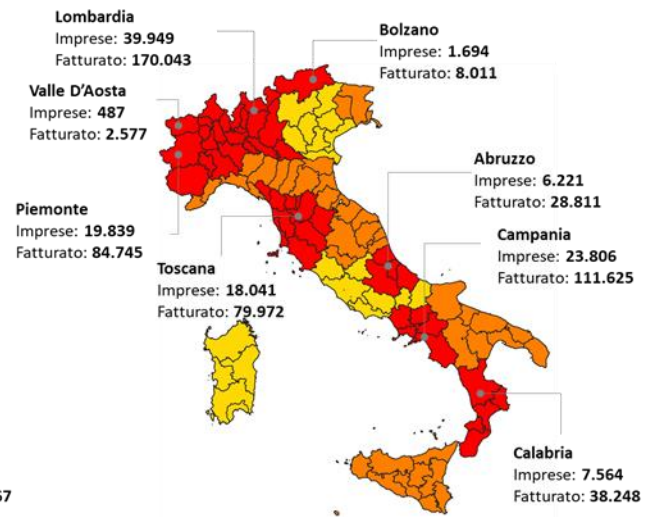 Lombardia
Imprese: 39.949
Fatturato: 170.043
Bolzano
Imprese: 1.694
Fatturato: 8.011
Valle D'Aosta
Imprese: 487
Fatturato: 2.577
Abruzzo
Imprese: 6.221
Fatturato: 28.811
Piemonte
Imprese: 19.839
Fatturato: 84.745
Campania
Imprese: 23.806
Fatturato: 111.625
Toscana
Imprese: 18.041
Fatturato: 79.972
Calabria
Imprese: 7.564
Fatturato: 38.248